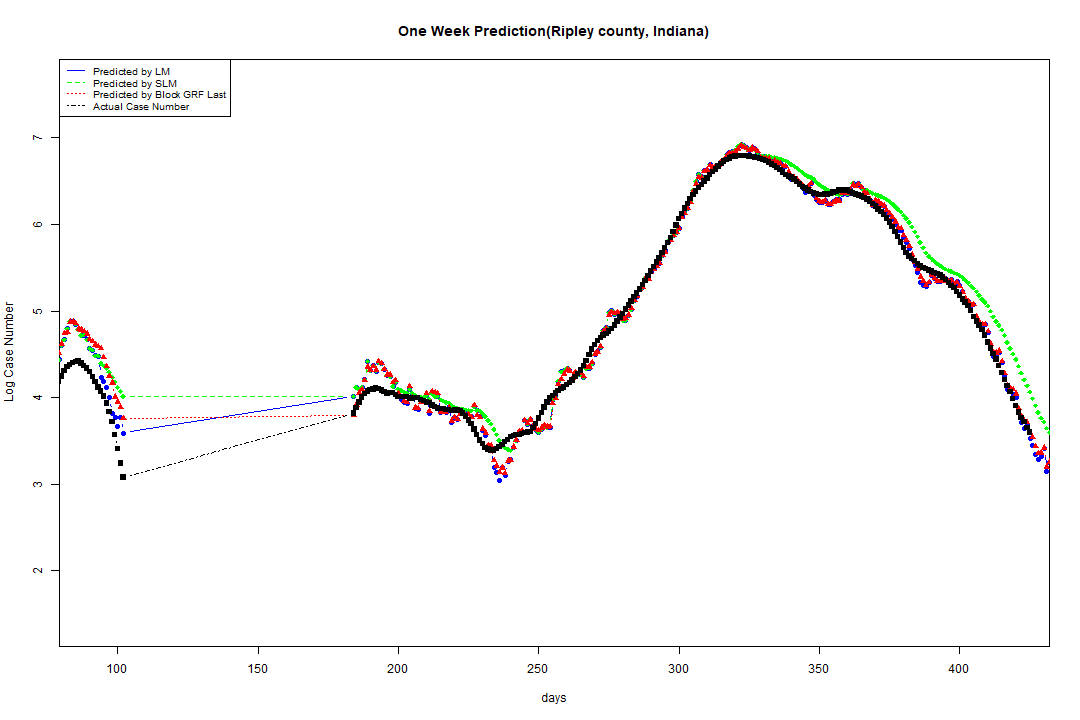 One Week Prediction(Ripley county, Indiana)
Predicted by LM
Predicted by SLM
Predicted by Block GRF Last
Actual Case Number
7
6
5
4
3
2
Log Case Number
100 150 200 250 300 350 400
days